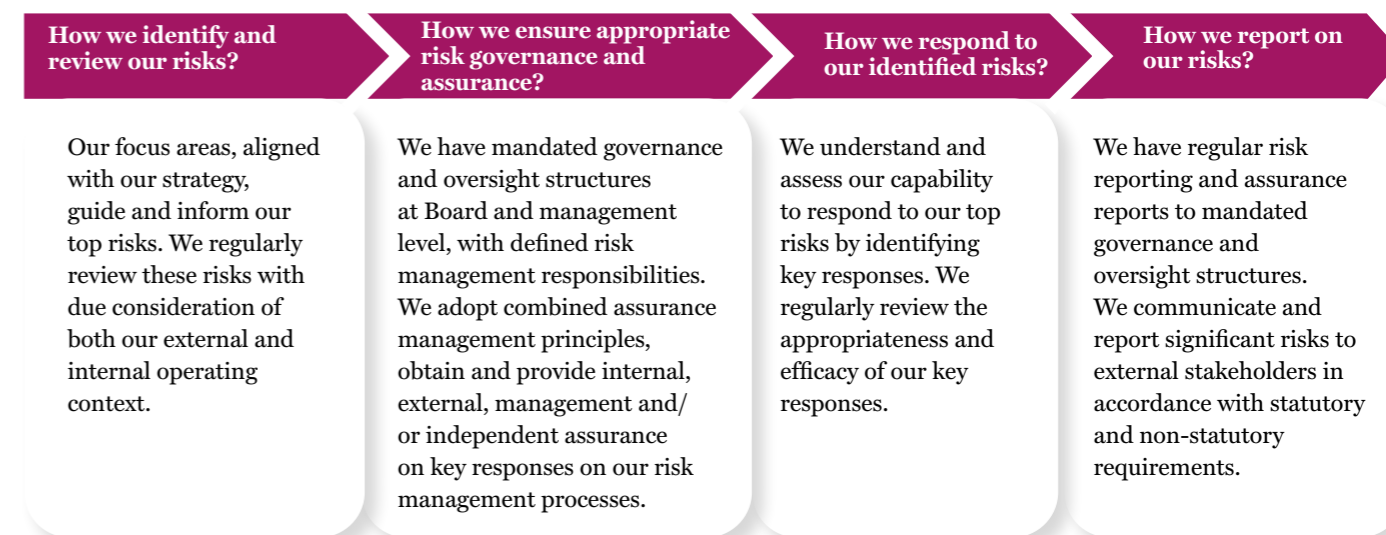 How we identify and
review our risks?
Our focus areas, aligned
with our strategy,
guide and inform our
top risks. We regularly
review these risks with
due consideration of
both our external and
internal operating
context.
How we ensure appropriate
risk governance and
assurance?
We have mandated governance
and oversight structures
at Board and management
level, with defined risk
management responsibilities.
We adopt combined assurance
management principles,
obtain and provide internal,
external, management and/
or independent assurance
on key responses on our risk
management processes.
How we respond to
our identified risks?
We understand and
assess our capability
to respond to our top
risks by identifying
key responses. We
regularly review the
appropriateness and
efficacy of our key
responses.
How we report on
our risks?
We have regular risk
reporting and assurance
reports to mandated
governance and
oversight structures.
We communicate and
report significant risks to
external stakeholders in
accordance with statutory
and non-statutory
requirements.